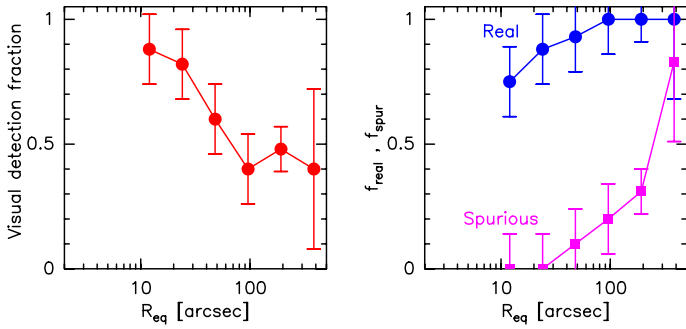 1
0.5
0
Visual detection fraction
10
100
R_eq [arcsec]
1
0.5
0
f_real , f_spur
Real
Spurious
10
100
R_eq [arcsec]